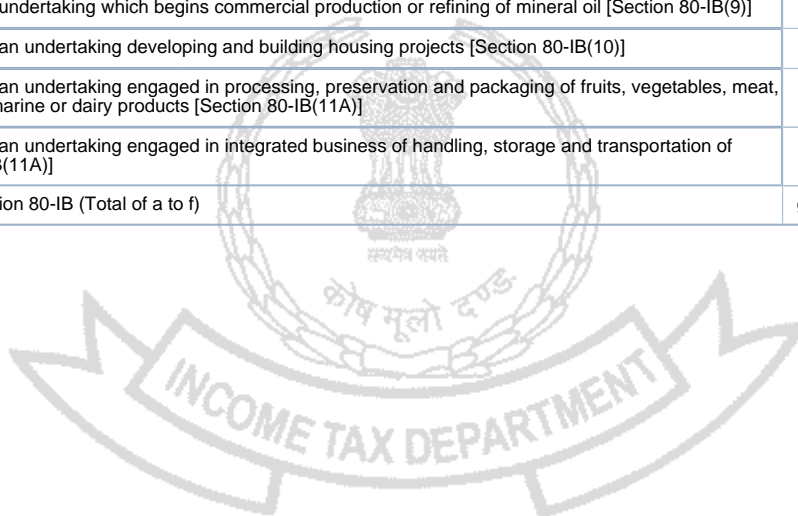 undertaking which begins commercial production or refining of mineral oil [Section 80-IB(9)]
an undertaking developing and building housing projects [Section 80-IB(10)]
an undertaking engaged in processing, preservation and packaging of fruits, vegetables, meat,
marine or dairy products [Section 80-IB(11A)]
an undertaking engaged in integrated business of handling, storage and transportation of
(11A)]
ion 80-IB (Total of a to f)
सत्यमेव जयते
कोष मूलो दण्डः
INCOME TAX DEPARTMENT